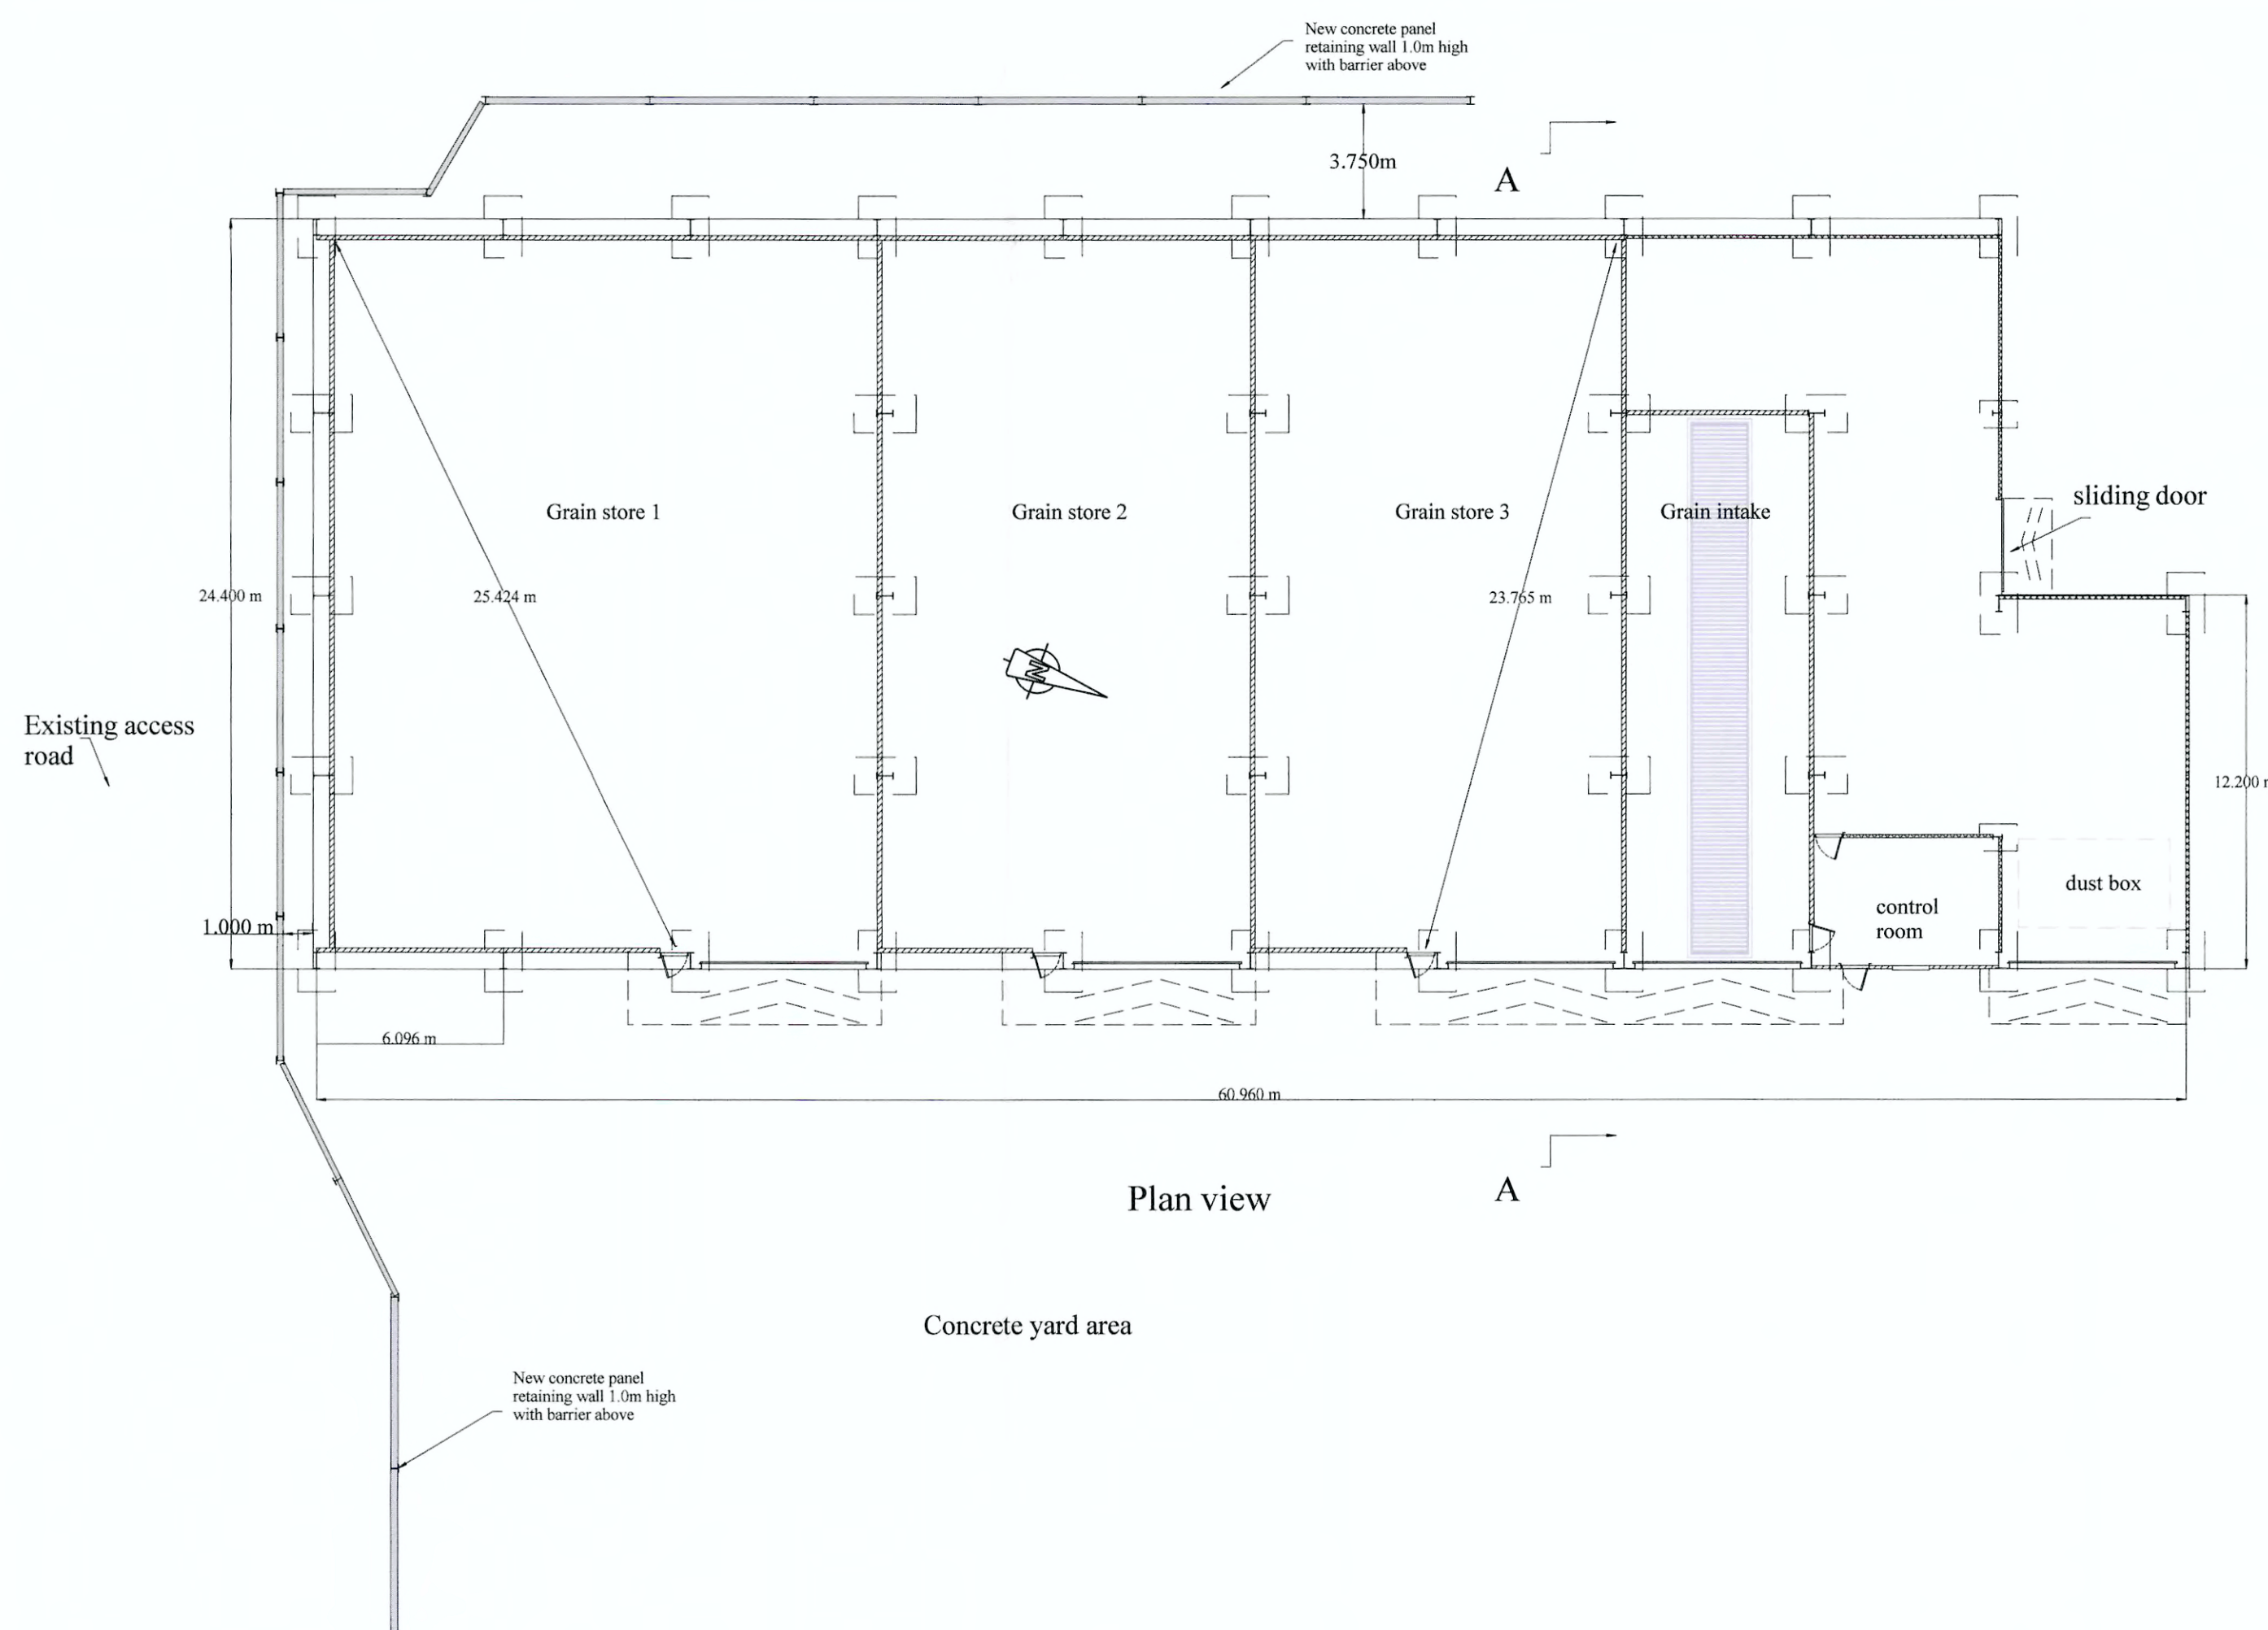 New concrete panel
retaining wall 1.0m high
with barrier above
3.750m
A
Grain store 1
Grain store 2
Grain store 3
Grain intake
sliding door
24.400 m
25.424 m
23.765 m
N
Existing access
road
12.200 m
dust box
control
room
1.000 m
6.096 m
60.960 m
A
Plan view
Concrete yard area
New concrete panel
retaining wall 1.0m high
with barrier above